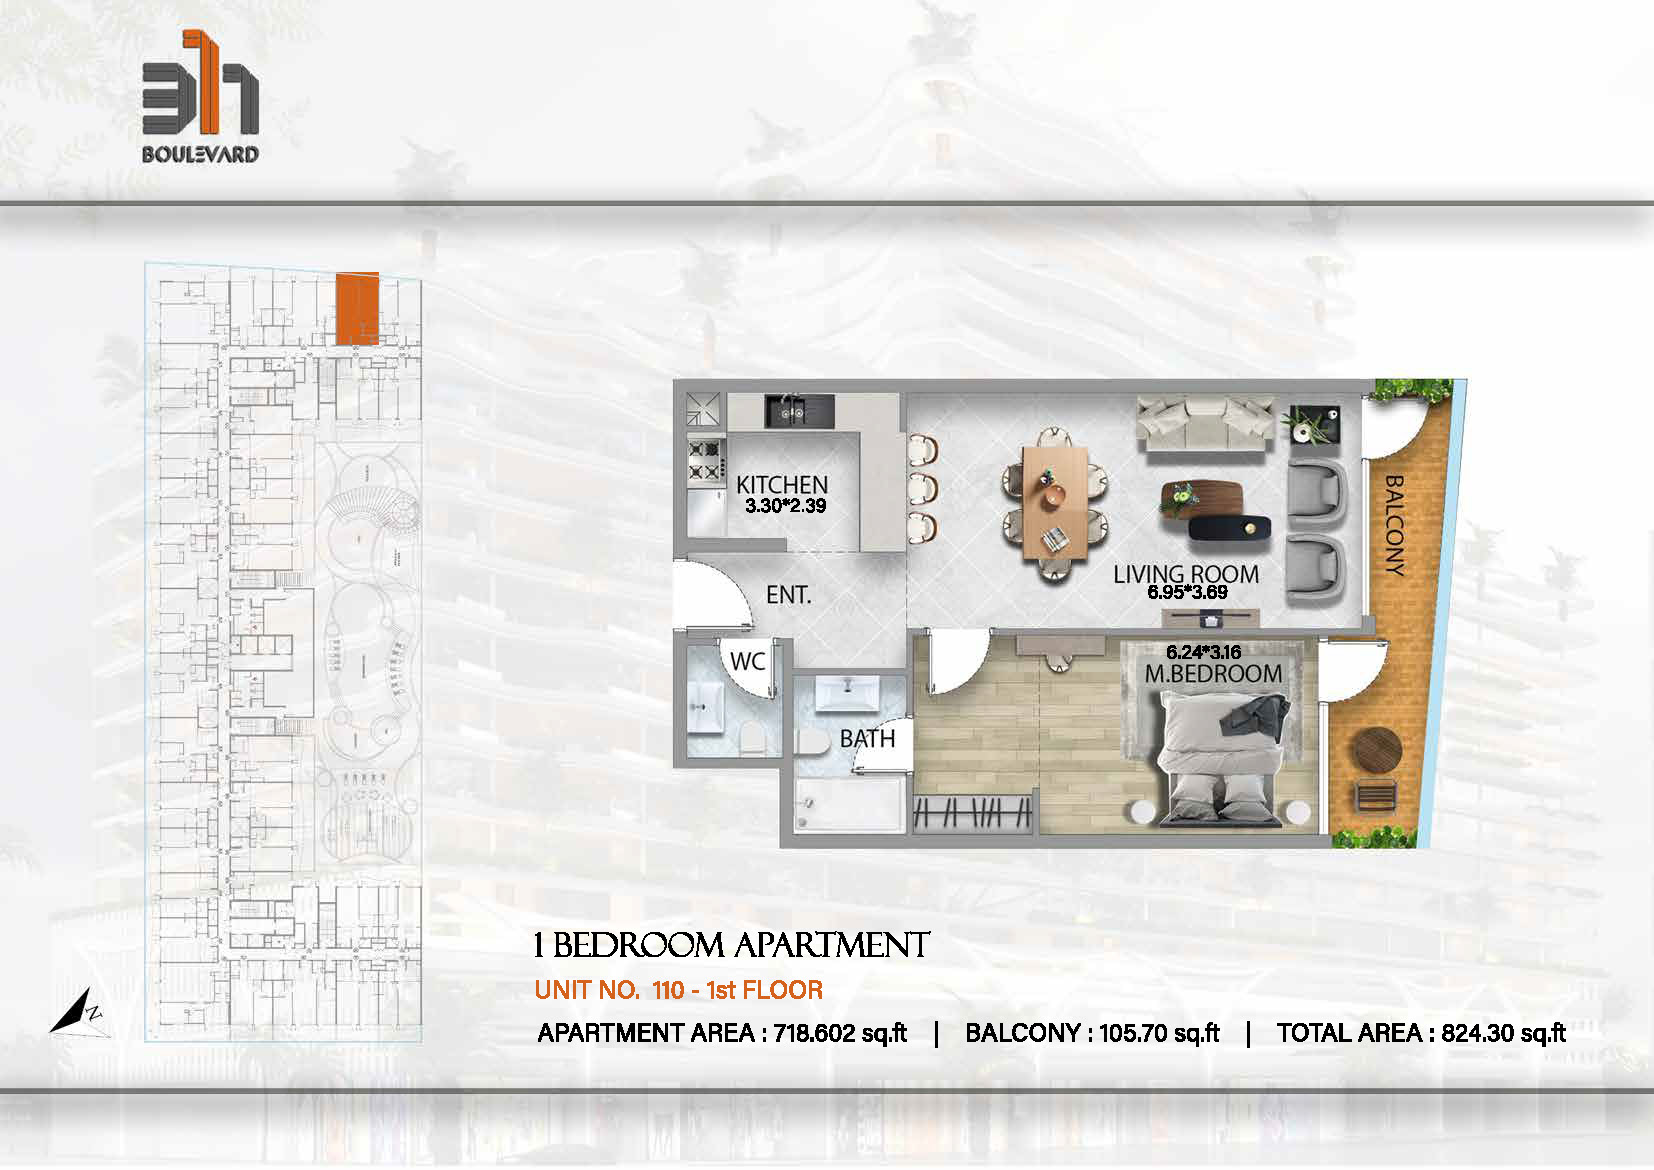 311
BOULEVARD
KITCHEN
3.30*2.39
ENT.
WC
BATH
LIVING ROOM
6.95*3.69
6.24*3.16
M.BEDROOM
BALCONY
N
1 BEDROOM APARTMENT
UNIT NO. 110 - 1st FLOOR
APARTMENT AREA : 718.602 sq.ft | BALCONY : 105.70 sq.ft | TOTAL AREA : 824.30 sq.ft